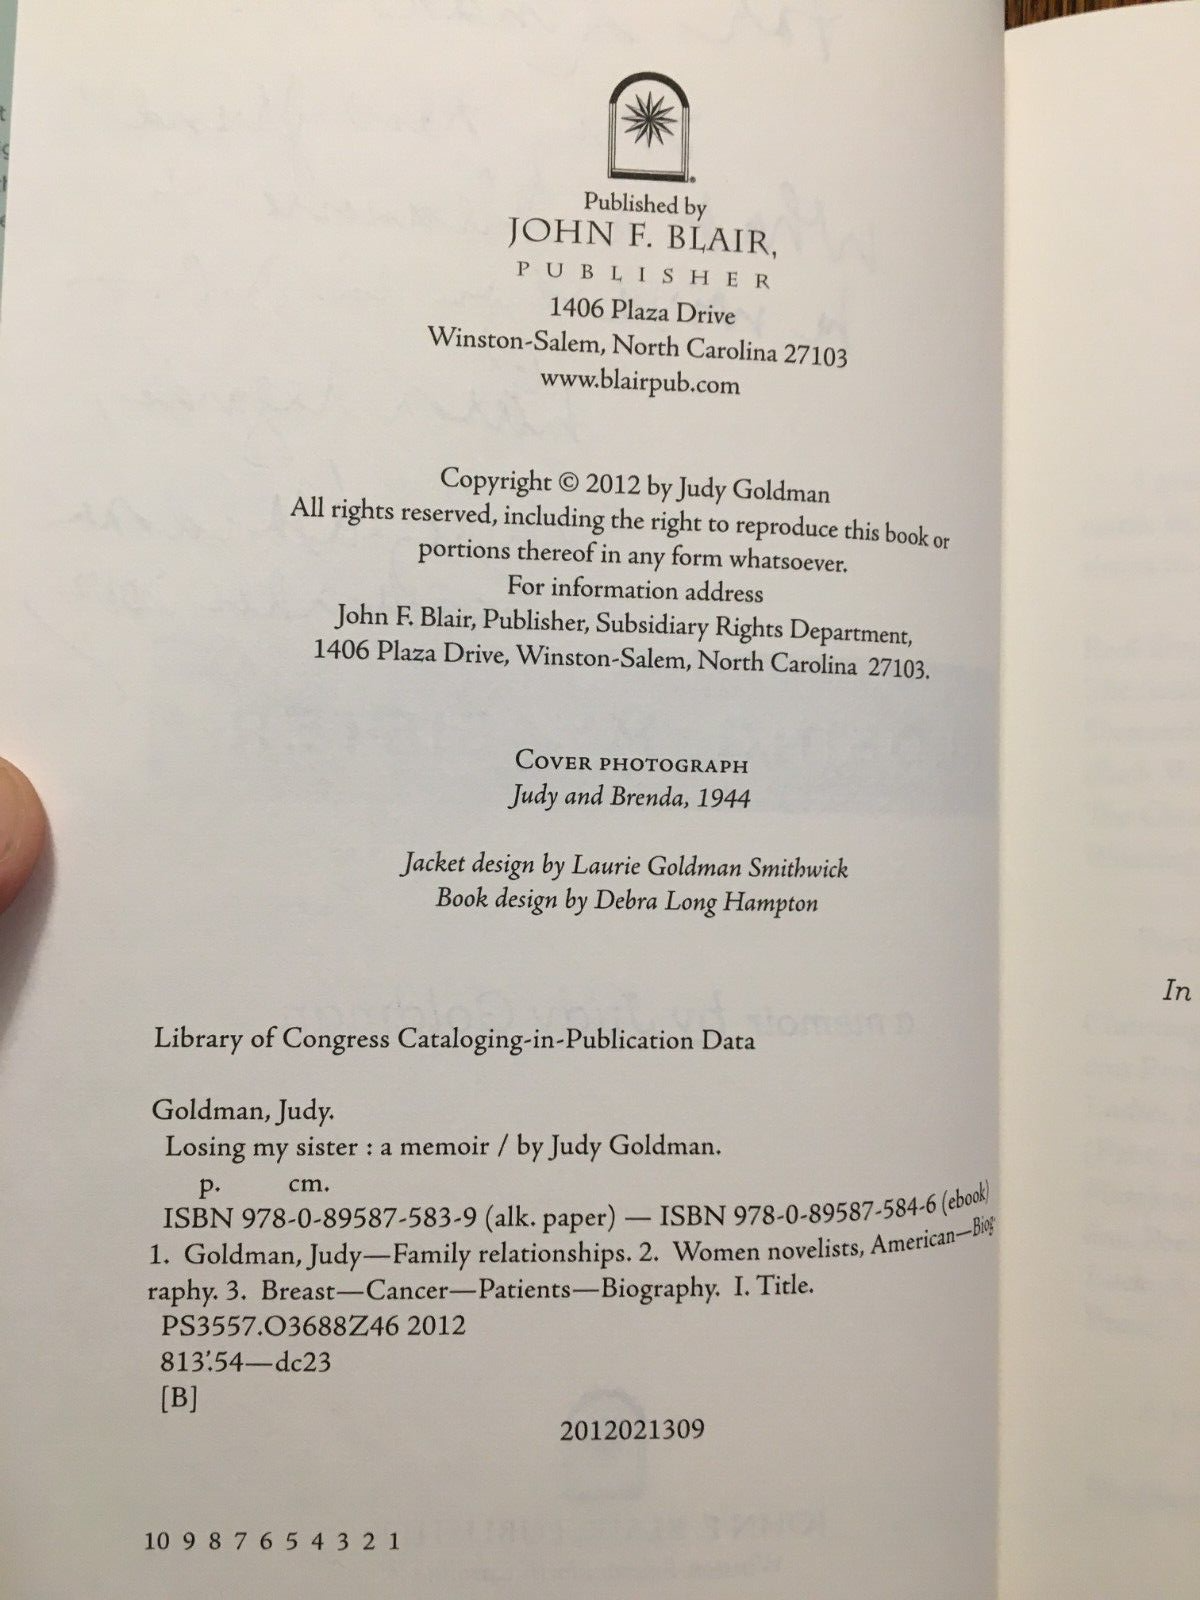 Published by
JOHN F. BLAIR,
PUBLISHER
1406 Plaza Drive
Winston-Salem, North Carolina 27103
www.blairpub.com
Copyright © 2012 by Judy Goldman
All rights reserved, including the right to reproduce this book or
portions thereof in any form whatsoever.
For information address
John F. Blair, Publisher, Subsidiary Rights Department,
1406 Plaza Drive, Winston-Salem, North Carolina 27103.
COVER PHOTOGRAPH
Judy and Brenda, 1944
Jacket design by Laurie Goldman Smithwick
Book design by Debra Long Hampton
Library of Congress Cataloging-in-Publication Data
Goldman, Judy.
Losing my sister : a memoir / by Judy Goldman.
p. cm.
ISBN 978-0-89587-583-9 (alk. paper) — ISBN 978-0-89587-584-6 (ebook)
1. Goldman, Judy—Family relationships. 2. Women novelists, American—Biog
raphy. 3. Breast—Cancer—Patients—Biography. I. Title.
PS3557.O3688Z46 2012
813'.54—dc23
[B]
2012021309
10 9 8 7 6 5 4 3 2 1
In